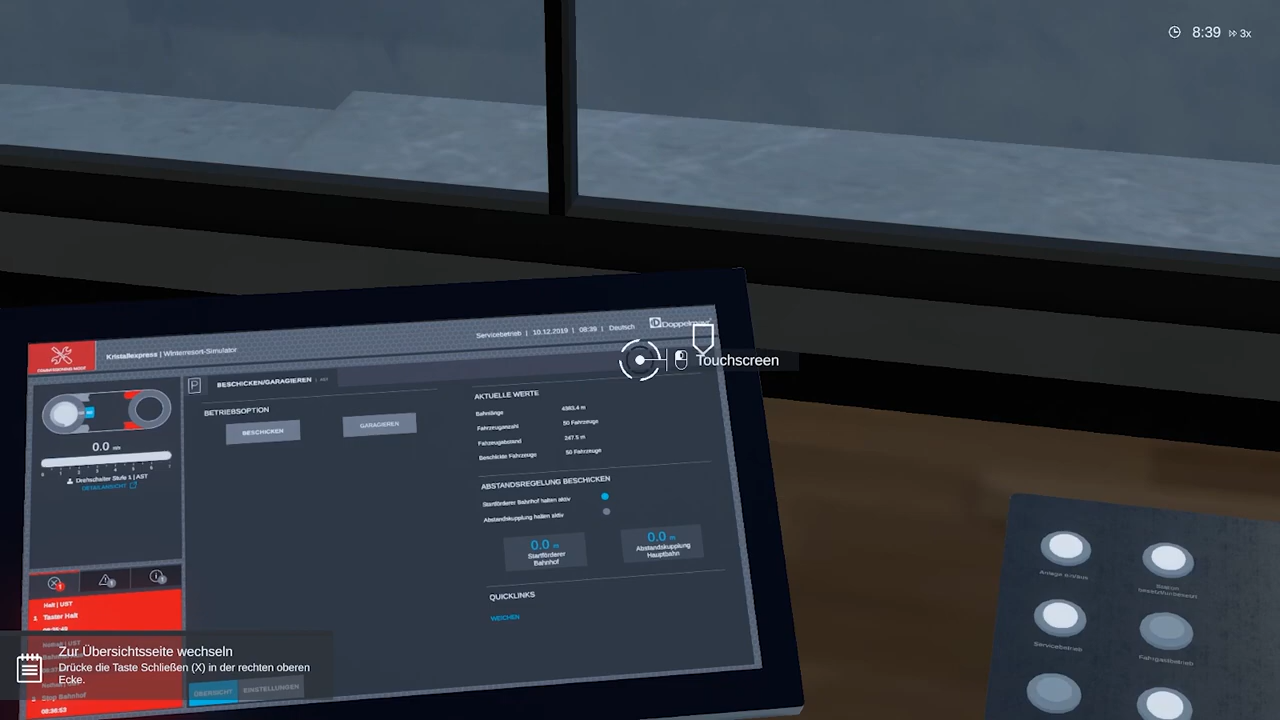 8:39 3x
Servicebetrieb | 10.12.2019 | 08:39 | Deutsch
Doppelmayr
Kristallexpress | Winterresort-Simulator
Touchscreen
P
BESCHICKEN/GARAGIEREN
BETRIEBSOPTION
BESCHICKEN
GARAGIEREN
AKTUELLE WERTE
Bahnlänge 4383.4 m
Fahrzeuganzahl 50 Fahrzeuge
Fahrzeugabstand 247.5 m
Beschickte Fahrzeuge 50 Fahrzeuge
0.0 m/s
Drehschalter Stufe 1 | AST
DETAILANSICHT
ABSTANDSREGELUNG BESCHICKEN
Startförderer Bahnhof halten aktiv
Abstandskupplung halten aktiv
0.0 m
Startförderer
Bahnhof
0.0 m
Abstandskupplung
Hauptbahn
QUICKLINKS
WEICHEN
Halt | UST
1 Taster Halt
Zur Übersichtsseite wechseln
Drücke die Taste Schließen (X) in der rechten oberen
Ecke.
2 Stop Bahnhof
08:36:53
ÜBERSICHT
EINSTELLUNGEN
Servicebetrieb
Fahrgastbetrieb